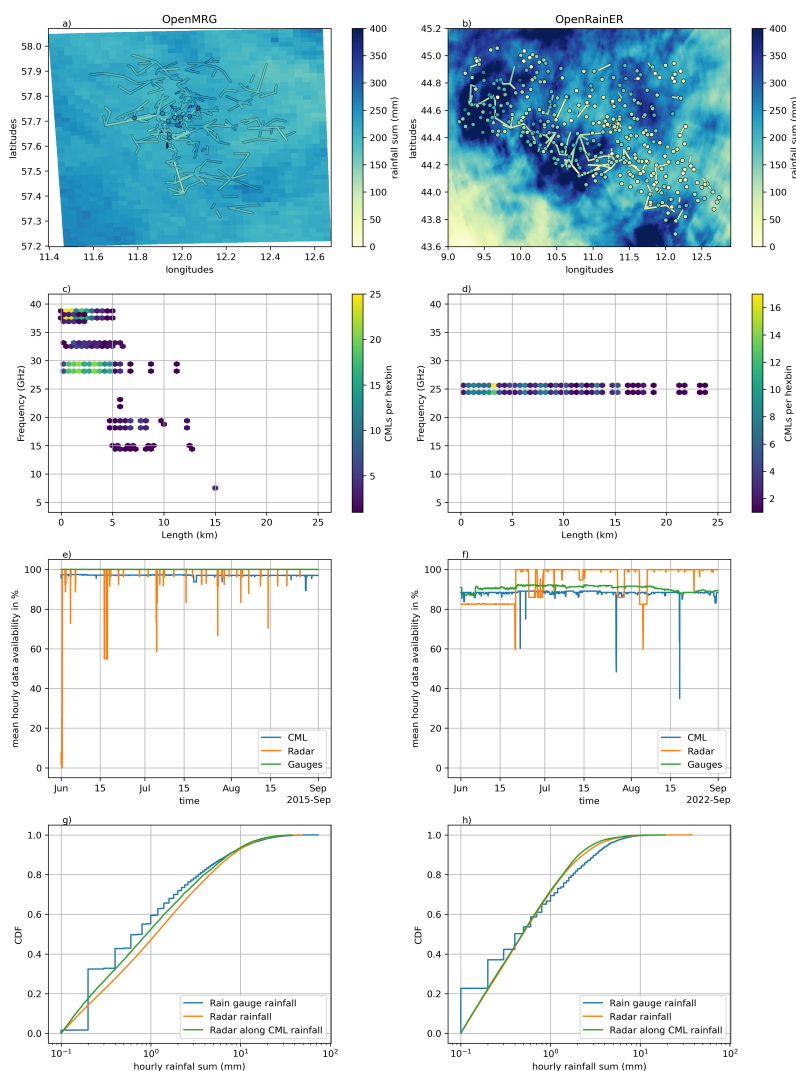 OpenMRG
a)
58.0
57.9
57.8
57.7
57.6
57.5
57.4
57.3
57.2
latitudes
11.4 11.6 11.8 12.0 12.2 12.4 12.6
longitudes
400
350
300
250
200
150
100
50
0
rainfall sum (mm)
OpenRainER
b)
45.2
45.0
44.8
44.6
44.4
44.2
44.0
43.8
43.6
latitudes
9.0 9.5 10.0 10.5 11.0 11.5 12.0 12.5
longitudes
400
350
300
250
200
150
100
50
0
rainfall sum (mm)
c)
40
35
30
25
20
15
10
5
Frequency (GHz)
0 5 10 15 20 25
Length (km)
25
20
15
10
5
CMLs per hexbin
d)
40
35
30
25
20
15
10
5
Frequency (GHz)
0 5 10 15 20 25
Length (km)
16
14
12
10
8
6
4
2
CMLs per hexbin
e)
100
80
60
40
20
0
mean hourly data availability in %
CML
Radar
Gauges
Jun 15 Jul 15 Aug 15 Sep
time
2015-Sep
f)
100
80
60
40
20
0
mean hourly data availability in %
CML
Radar
Gauges
Jun 15 Jul 15 Aug 15 Sep
time
2022-Sep
g)
1.0
0.8
0.6
0.4
0.2
0.0
CDF
Rain gauge rainfall
Radar rainfall
Radar along CML rainfall
10⁻¹ 10⁰ 10¹ 10²
hourly rainfall sum (mm)
h)
1.0
0.8
0.6
0.4
0.2
0.0
CDF
Rain gauge rainfall
Radar rainfall
Radar along CML rainfall
10⁻¹ 10⁰ 10¹ 10²
hourly rainfall sum (mm)